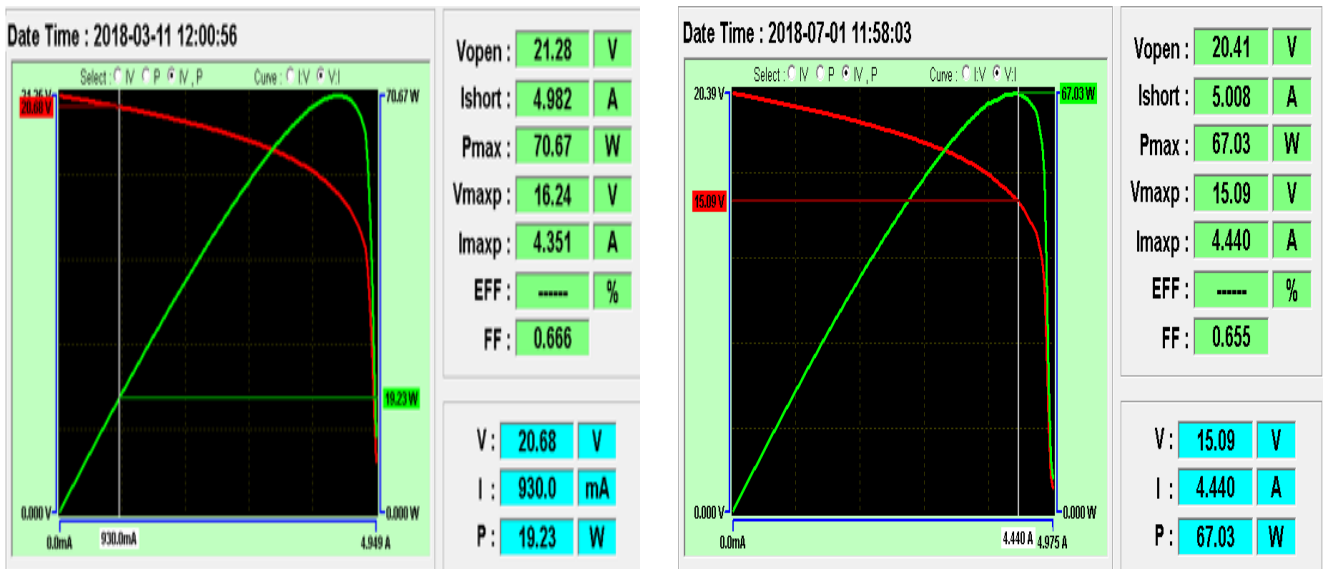 Date Time : 2018-03-11 12:00:56
Select : IV P IV , P Curve : I:V V:I
20.68 V
70.67 W
19.23 W
0.000 V
0.000 W
0.0mA
930.0mA
4.949 A
Vopen : 21.28 V
Ishort : 4.982 A
Pmax : 70.67 W
Vmaxp : 16.24 V
Imaxp : 4.351 A
EFF : ------ %
FF : 0.666
V : 20.68 V
I : 930.0 mA
P : 19.23 W
Date Time : 2018-07-01 11:58:03
Select : IV P IV , P Curve : I:V V:I
20.39 V
67.03 W
15.09 V
0.000 V
0.000 W
0.0mA
4.440 A
4.975 A
Vopen : 20.41 V
Ishort : 5.008 A
Pmax : 67.03 W
Vmaxp : 15.09 V
Imaxp : 4.440 A
EFF : ------ %
FF : 0.655
V : 15.09 V
I : 4.440 A
P : 67.03 W